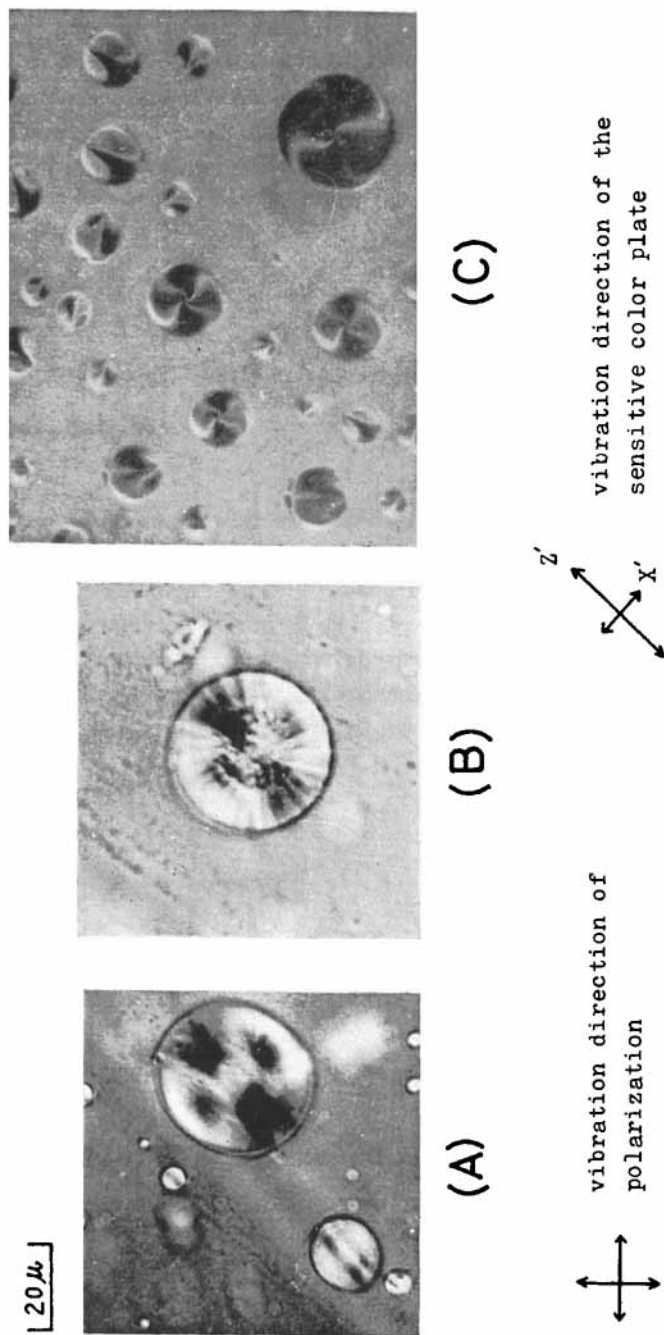 20μ
(A)
(B)
(C)
vibration direction of
polarization
Z'
X'
vibration direction of the
sensitive color plate